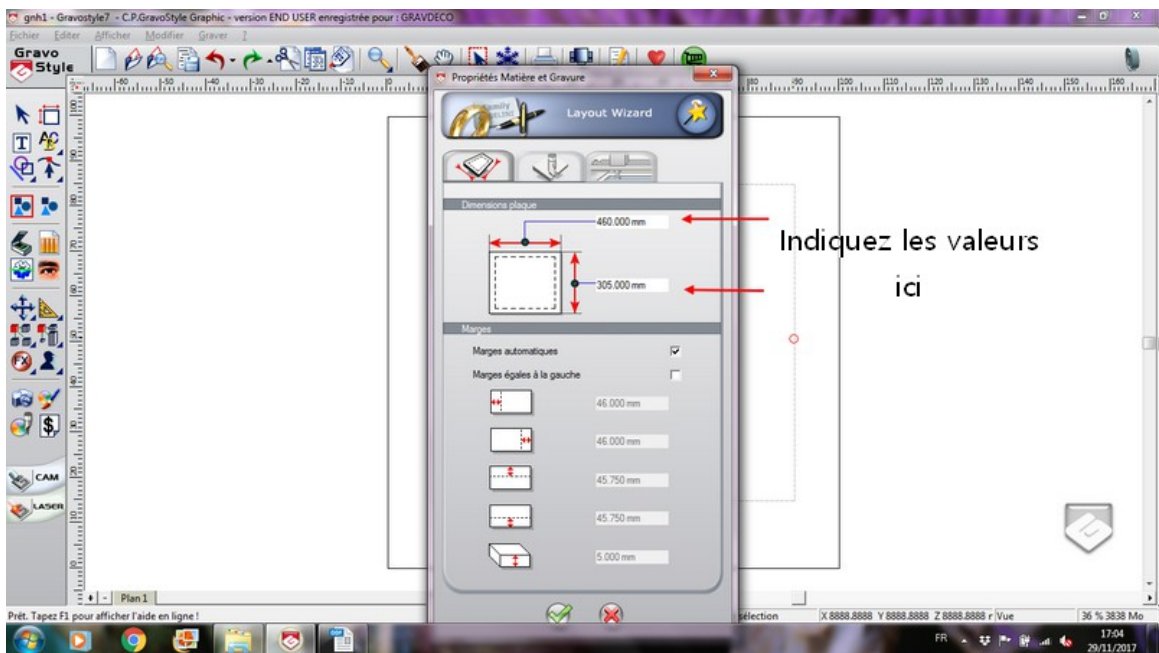 gnh1 - Gravostyle7 - C.P.GravoStyle Graphic - version END USER enregistrée pour : GRAVDECO
Fichier Editer Afficher Modifier Graver ?
Gravo
Style
Propriétés Matière et Gravure
Layout Wizard
Dimensions plaque
460.000 mm
305.000 mm
Indiquez les valeurs
ici
Marges
Marges automatiques
Marges égales à la gauche
46.000 mm
46.000 mm
45.750 mm
45.750 mm
5.000 mm
CAM
LASER
Plan 1
Prêt. Tapez F1 pour afficher l'aide en ligne !
sélection
X 8888.8888 Y 8888.8888 Z 8888.8888 r Vue
36 % 3838 Mo
FR
17:04
29/11/2017